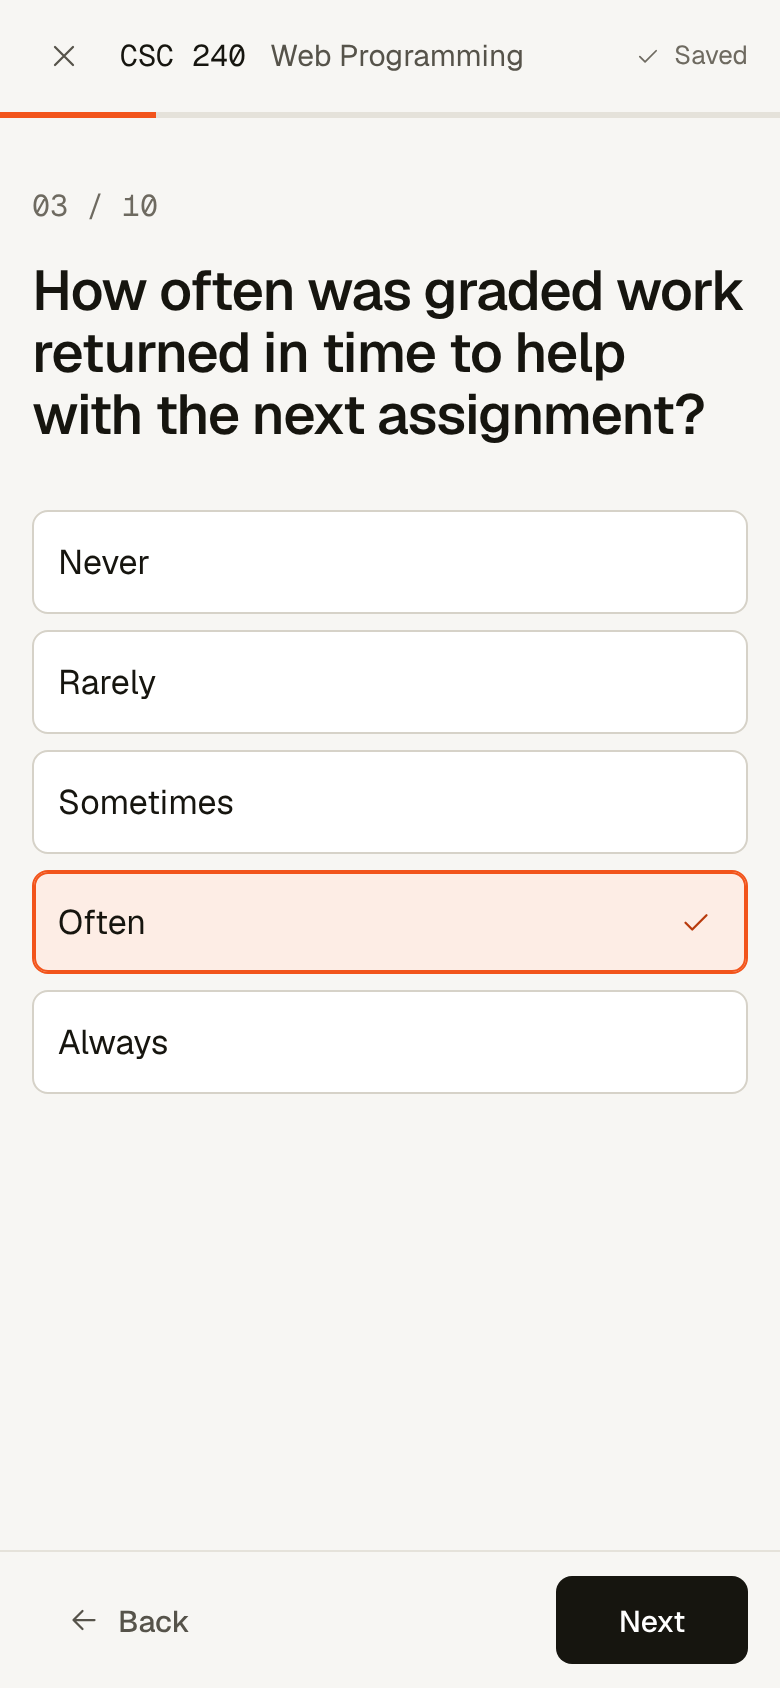 CSC 240 Web Programming Saved
03 / 10
How often was graded work
returned in time to help
with the next assignment?
Never
Rarely
Sometimes
Often
Always
Back Next